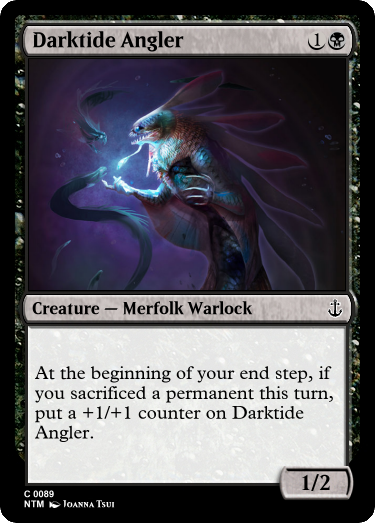 Darktide Angler 1
Creature — Merfolk Warlock
At the beginning of your end step, if
you sacrificed a permanent this turn,
put a +1/+1 counter on Darktide
Angler.
1/2
C 0089
NTM Joanna Tsui